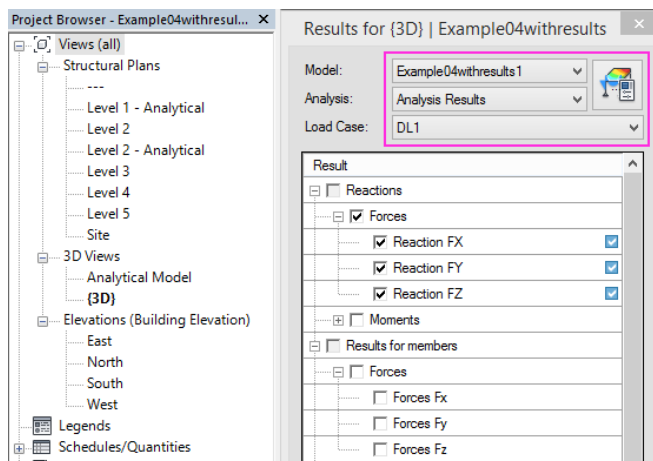 Project Browser - Example04withresul...
Views (all)
Structural Plans
---
Level 1 - Analytical
Level 2
Level 2 - Analytical
Level 3
Level 4
Level 5
Site
3D Views
Analytical Model
{3D}
Elevations (Building Elevation)
East
North
South
West
Legends
Schedules/Quantities
Results for {3D} | Example04withresults
Model: Example04withresults1
Analysis: Analysis Results
Load Case: DL1
Result
Reactions
Forces
Reaction FX
Reaction FY
Reaction FZ
Moments
Results for members
Forces
Forces Fx
Forces Fy
Forces Fz